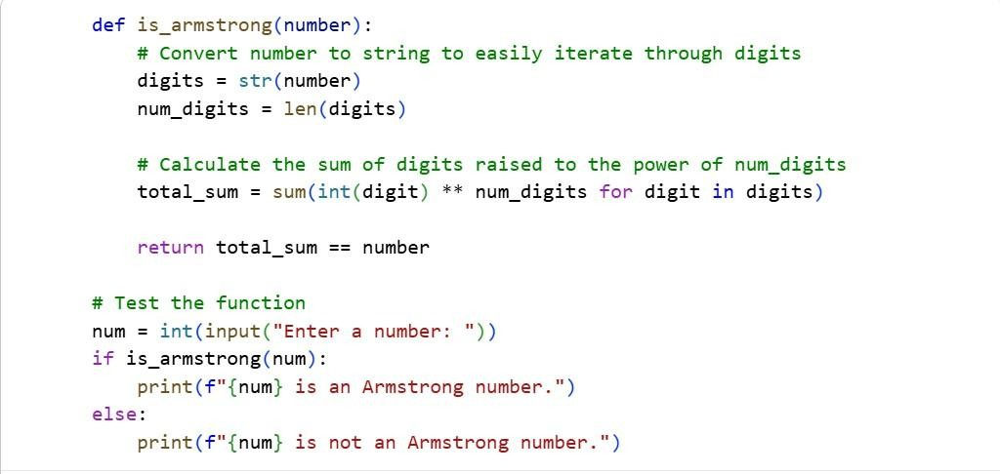 def is_armstrong(number):
    # Convert number to string to easily iterate through digits
    digits = str(number)
    num_digits = len(digits)

    # Calculate the sum of digits raised to the power of num_digits
    total_sum = sum(int(digit) ** num_digits for digit in digits)

    return total_sum == number

# Test the function
num = int(input("Enter a number: "))
if is_armstrong(num):
    print(f"{num} is an Armstrong number.")
else:
    print(f"{num} is not an Armstrong number.")